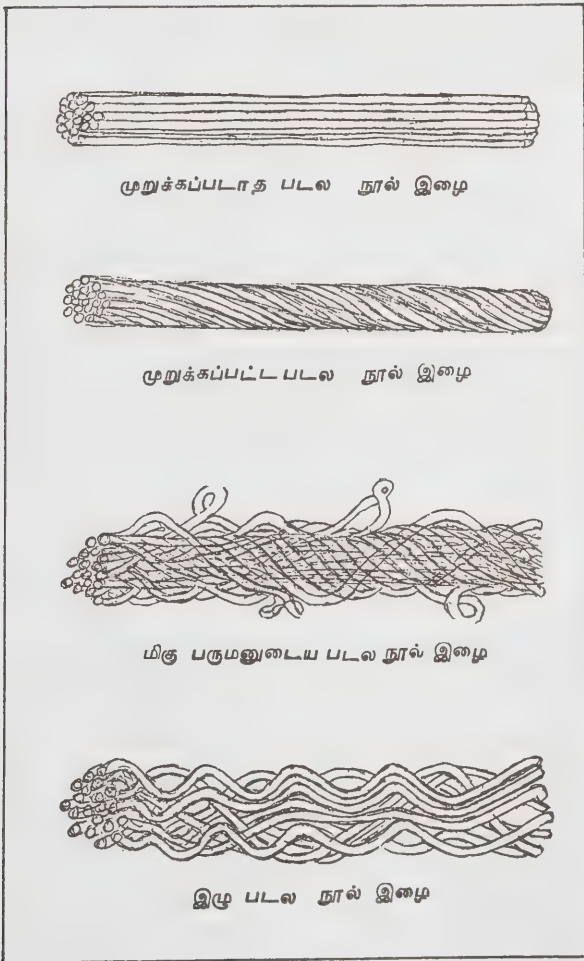 முறுக்கப்படாத படல நூல் இழை
முறுக்கப்பட்ட படல நூல் இழை
மிகு பருமனுடைய படல நூல் இழை
இழு படல நூல் இழை